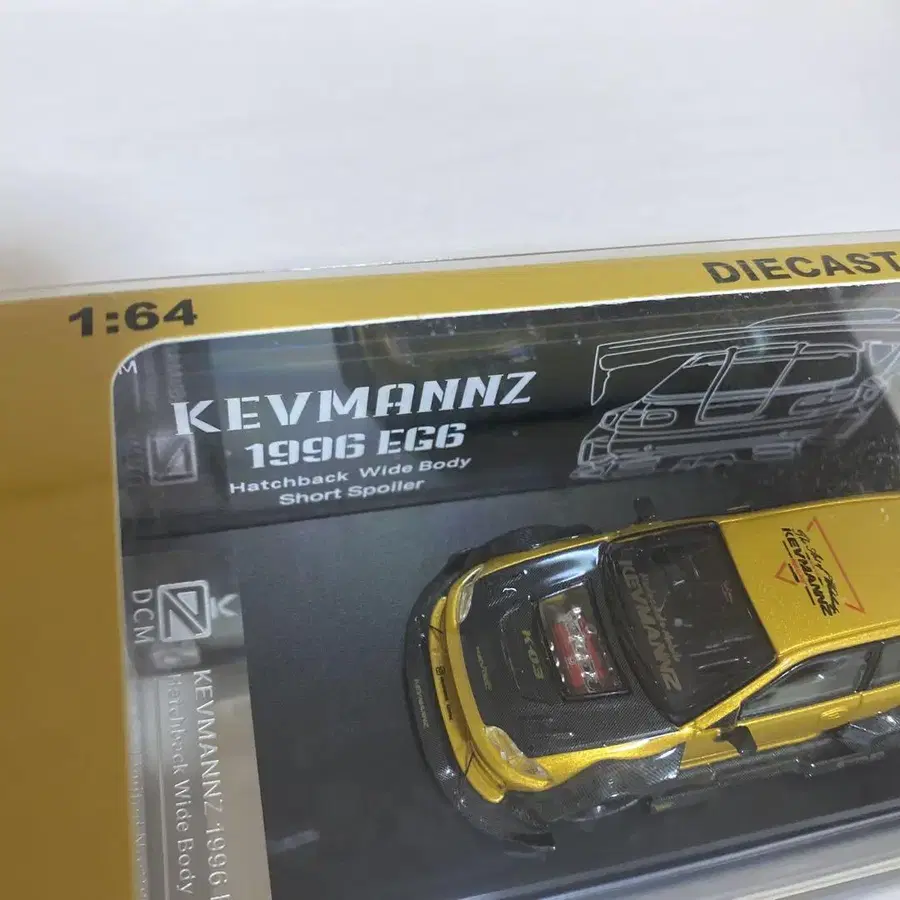 1:64
DIECAST
KEVMANNZ
1996 EG6
Hatchback Wide Body
Short Spoiler
KEVMANNZ
KEVMANNZ
K-03
DCM
KEVMANNZ 1996
Hatchback Wide Body